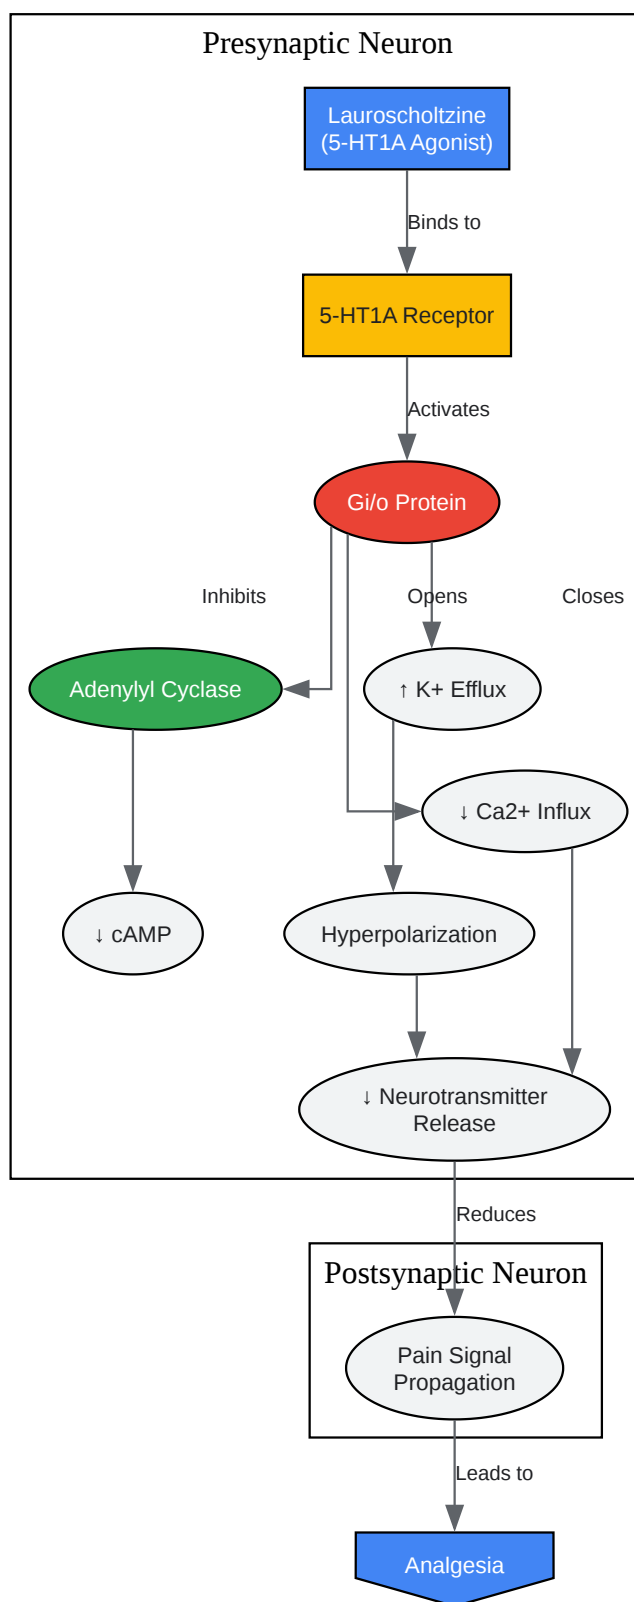 Presynaptic Neuron
Lauroscholtzine
(5-HT1A Agonist)
Binds to
5-HT1A Receptor
Activates
Gi/o Protein
Inhibits
Opens
Closes
Adenylyl Cyclase
↑ K+ Efflux
↓ Ca2+ Influx
↓ cAMP
Hyperpolarization
↓ Neurotransmitter
Release
Reduces
Postsynaptic Neuron
Pain Signal
Propagation
Leads to
Analgesia